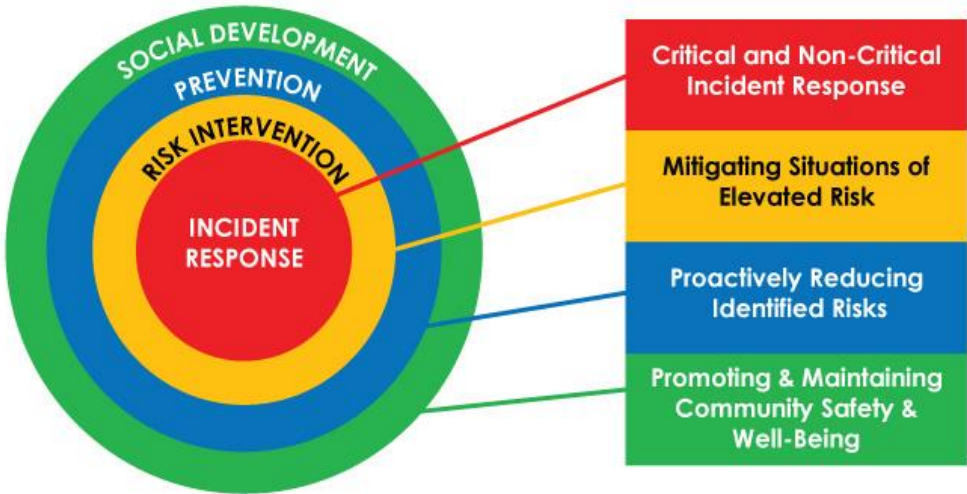 SOCIAL DEVELOPMENT
PREVENTION
RISK INTERVENTION
INCIDENT
RESPONSE
Critical and Non-Critical
Incident Response
Mitigating Situations of
Elevated Risk
Proactively Reducing
Identified Risks
Promoting & Maintaining
Community Safety &
Well-Being